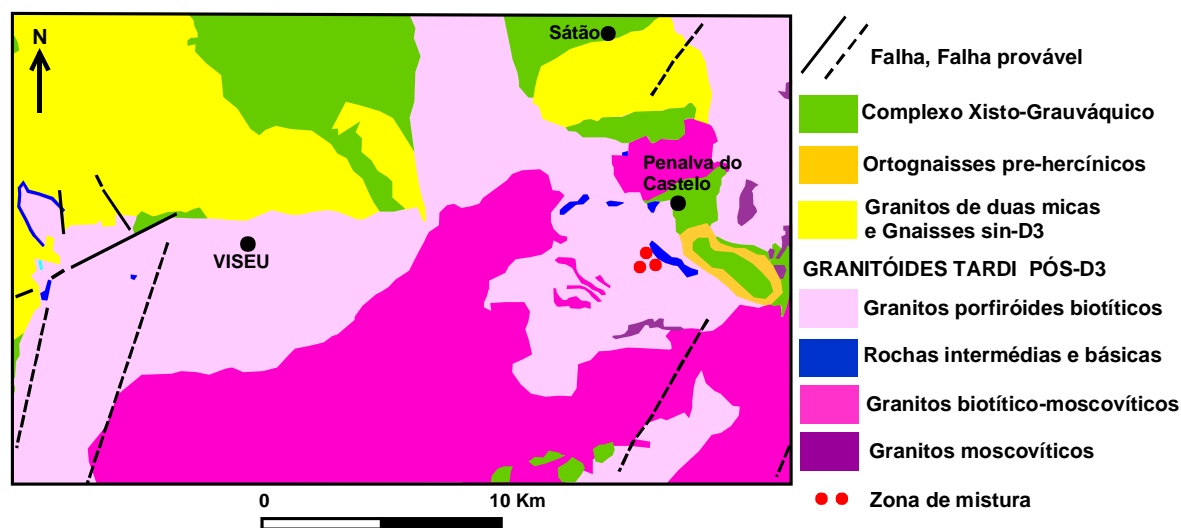 N
Sátão
Penalva do
Castelo
VISEU
0
10 Km
Falha, Falha provável
Complexo Xisto-Grauváquico
Ortognaisses pre-hercínicos
Granitos de duas micas
e Gnaisses sin-D3
GRANITÓIDES TARDI PÓS-D3
Granitos porfiróides biotíticos
Rochas intermédias e básicas
Granitos biotítico-moscovíticos
Granitos moscovíticos
Zona de mistura